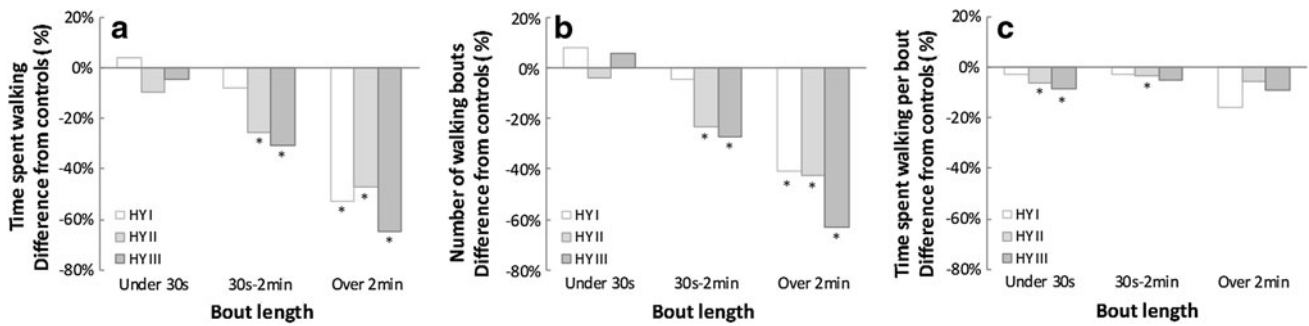 a
Time spent walking
Difference from controls (%)
20%
0%
-20%
-40%
-60%
-80%
* *
* * *
HY I
HY II
HY III
Under 30s 30s-2min Over 2min
Bout length
b
Number of walking bouts
Difference from controls (%)
20%
0%
-20%
-40%
-60%
-80%
* *
* * *
HY I
HY II
HY III
Under 30s 30s-2min Over 2min
Bout length
c
Time spent walking per bout
Difference from controls (%)
20%
0%
-20%
-40%
-60%
-80%
* * *
HY I
HY II
HY III
Under 30s 30s-2min Over 2min
Bout length